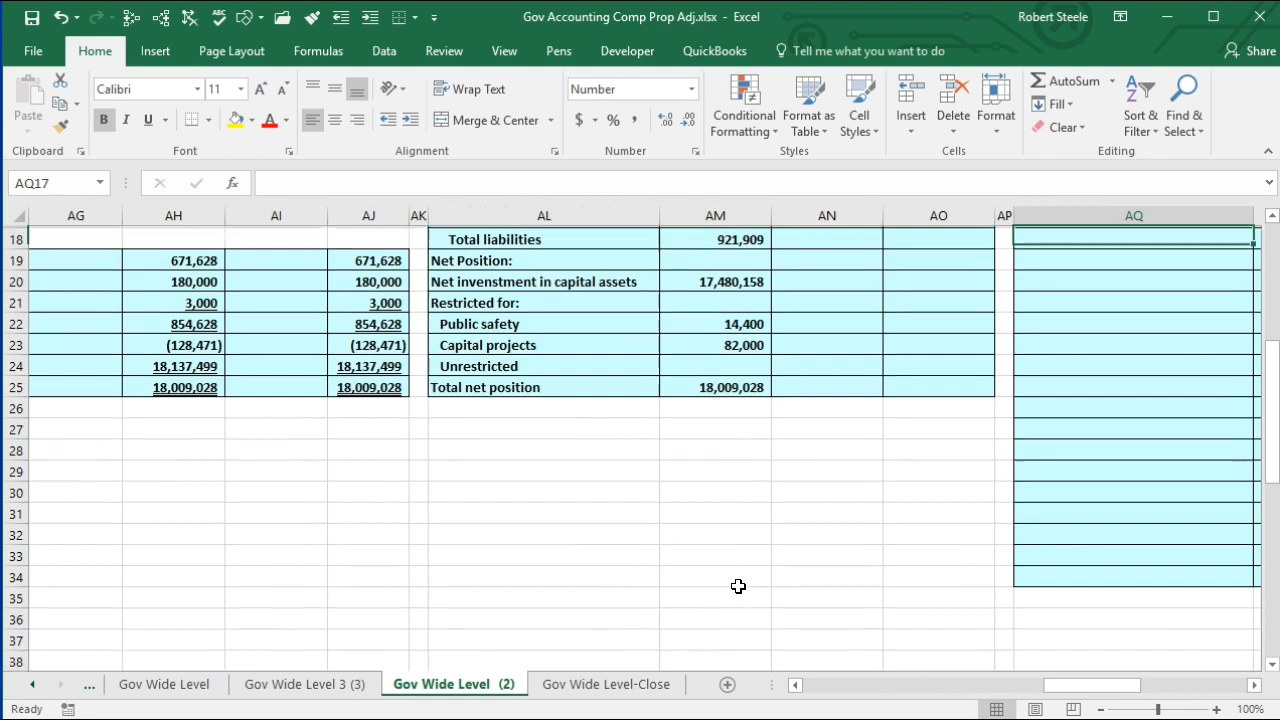 Gov Accounting Comp Prop Adj.xlsx - Excel
Robert Steele
File Home Insert Page Layout Formulas Data Review View Pens Developer QuickBooks Tell me what you want to do Share
Calibri 11 Wrap Text Number AutoSum
Paste Merge & Center Conditional Formatting Format as Table Cell Styles Insert Delete Format Fill Clear Sort & Filter Find & Select
B I U A $ % ,
Clipboard Font Alignment Number Styles Cells Editing
AQ17 fx
AG AH AI AJ AK AL AM AN AO AP AQ
18 Total liabilities 921,909
19 671,628 671,628 Net Position:
20 180,000 180,000 Net invenstment in capital assets 17,480,158
21 3,000 3,000 Restricted for:
22 854,628 854,628 Public safety 14,400
23 (128,471) (128,471) Capital projects 82,000
24 18,137,499 18,137,499 Unrestricted
25 18,009,028 18,009,028 Total net position 18,009,028
26
27
28
29
30
31
32
33
34
35
36
37
38
... Gov Wide Level Gov Wide Level 3 (3) Gov Wide Level (2) Gov Wide Level-Close
Ready 100%